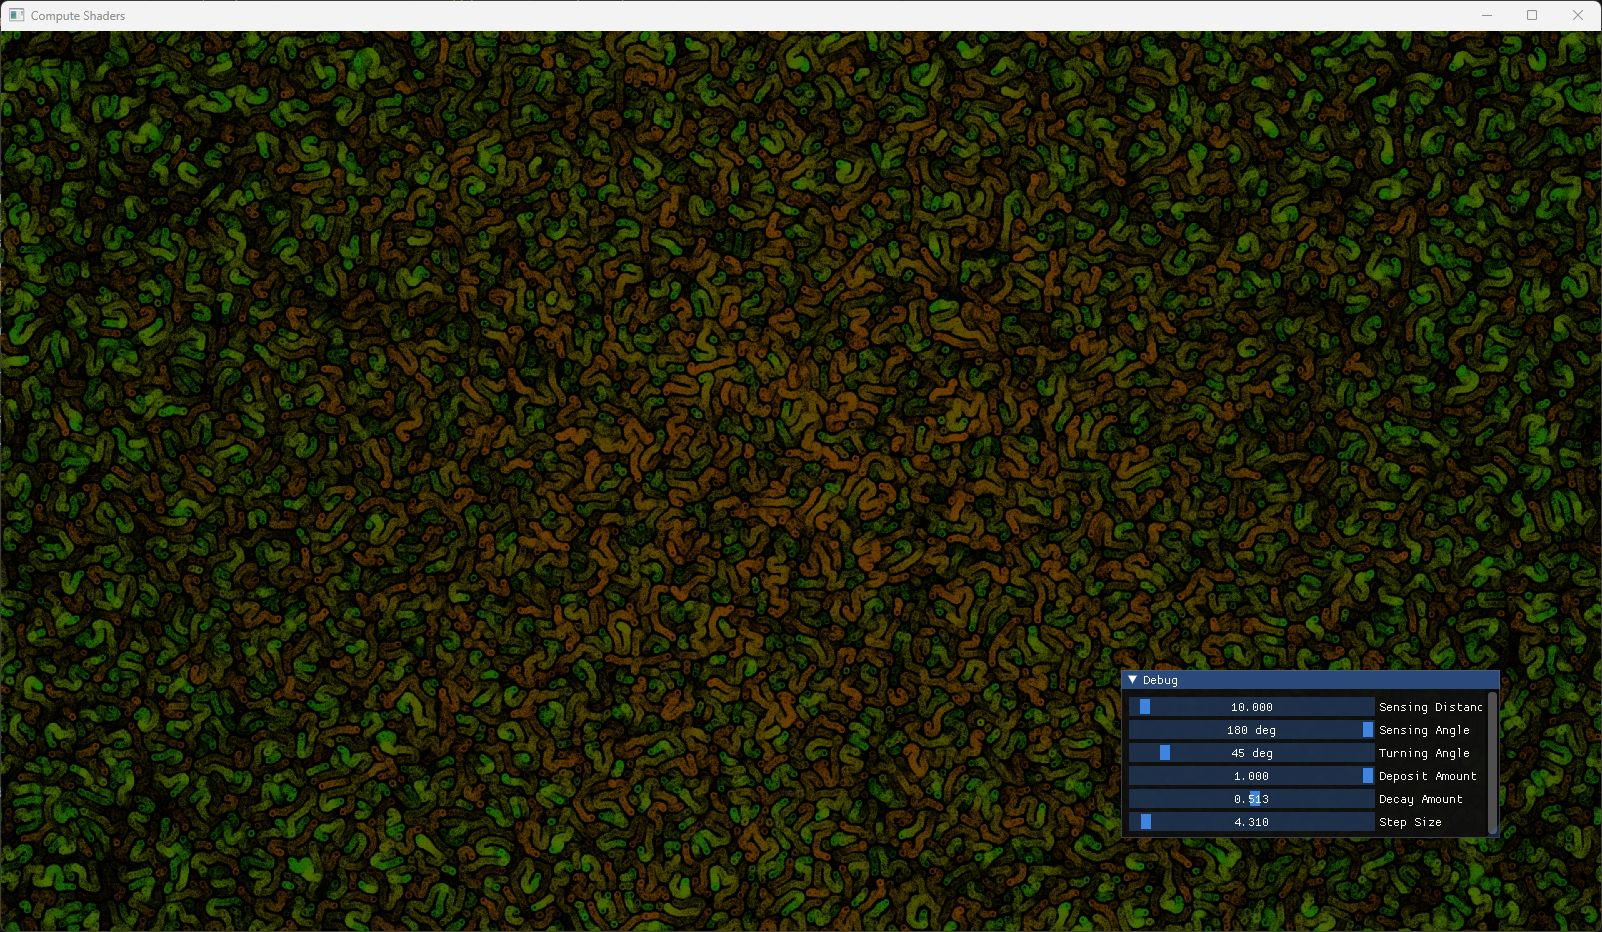 Compute Shaders
Debug
10.000 Sensing Distanc
180 deg Sensing Angle
45 deg Turning Angle
1.000 Deposit Amount
0.513 Decay Amount
4.310 Step Size